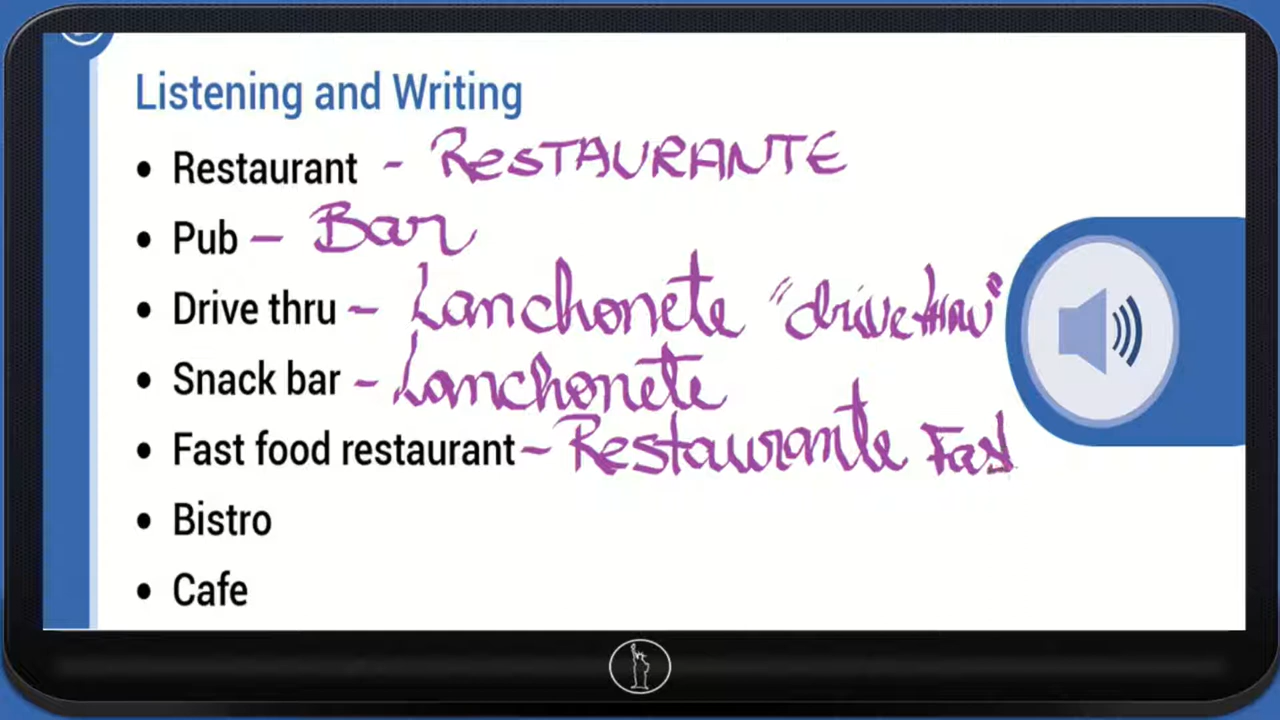 Listening and Writing
• Restaurant - RESTAURANTE
• Pub - Bar
• Drive thru - Lanchonete "drive thru"
• Snack bar - Lanchonete
• Fast food restaurant - Restaurante Fast
• Bistro
• Cafe